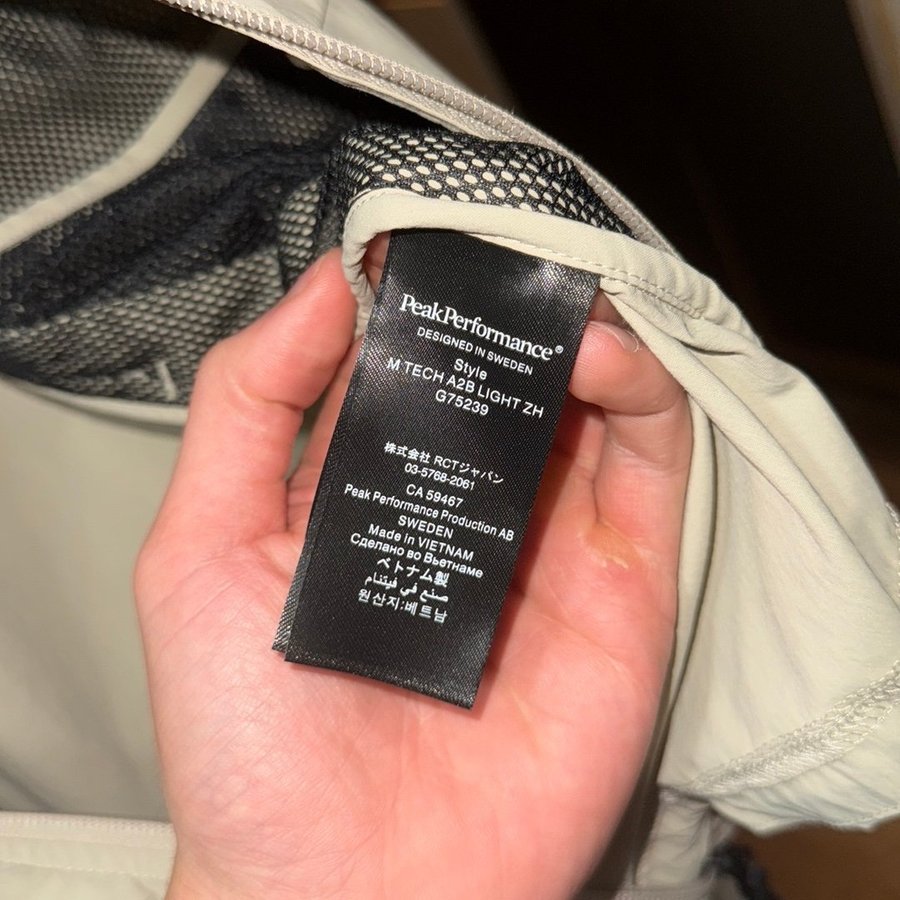 PeakPerformance®
DESIGNED IN SWEDEN
Style
M TECH A2B LIGHT ZH
G75239
株式会社 RCTジャパン
03-5768-2061
CA 59467
Peak Performance Production AB
SWEDEN
Made in VIETNAM
Сделано во Вьетнаме
ベトナム製
صنع في فيتنام
원산지:베트남